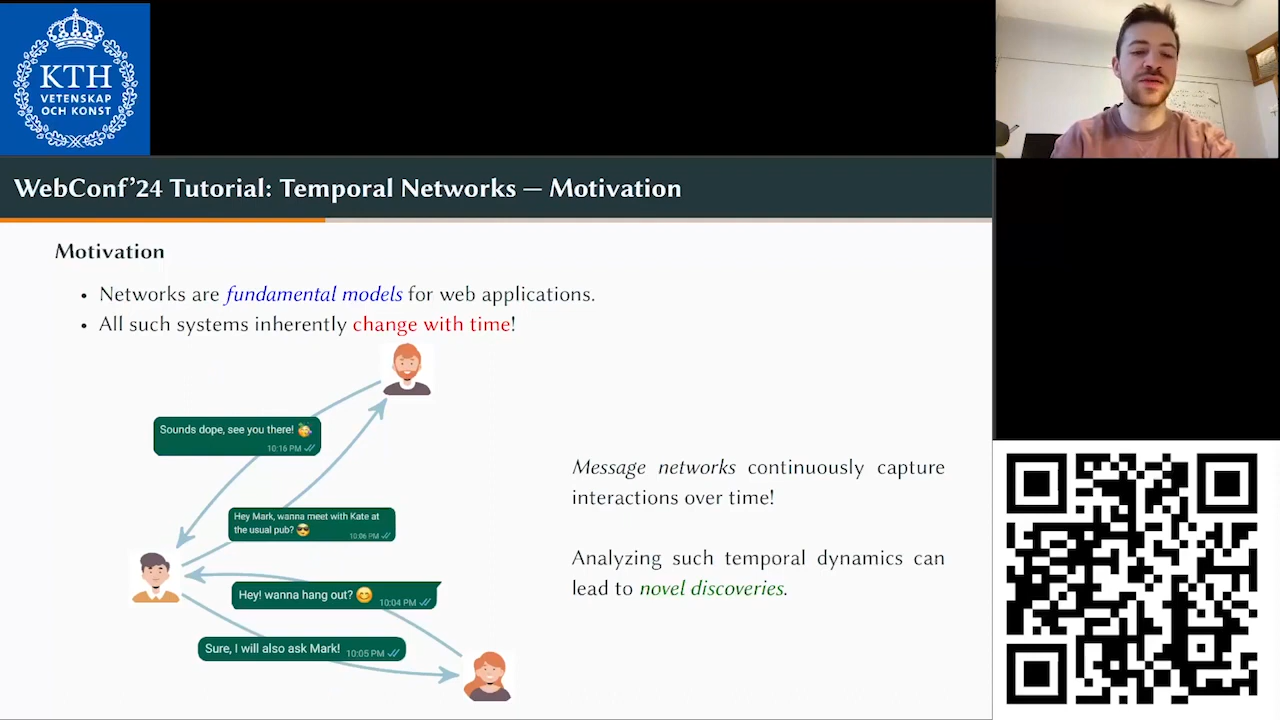 KTH
VETENSKAP
OCH KONST
WebConf’24 Tutorial: Temporal Networks — Motivation
Motivation
• Networks are fundamental models for web applications.
• All such systems inherently change with time!
Sounds dope, see you there! 🥳
10:16 PM
Hey Mark, wanna meet with Kate at
the usual pub? 😎
10:06 PM
Hey! wanna hang out? 😊
10:04 PM
Sure, I will also ask Mark!
10:05 PM
Message networks continuously capture
interactions over time!
Analyzing such temporal dynamics can
lead to novel discoveries.